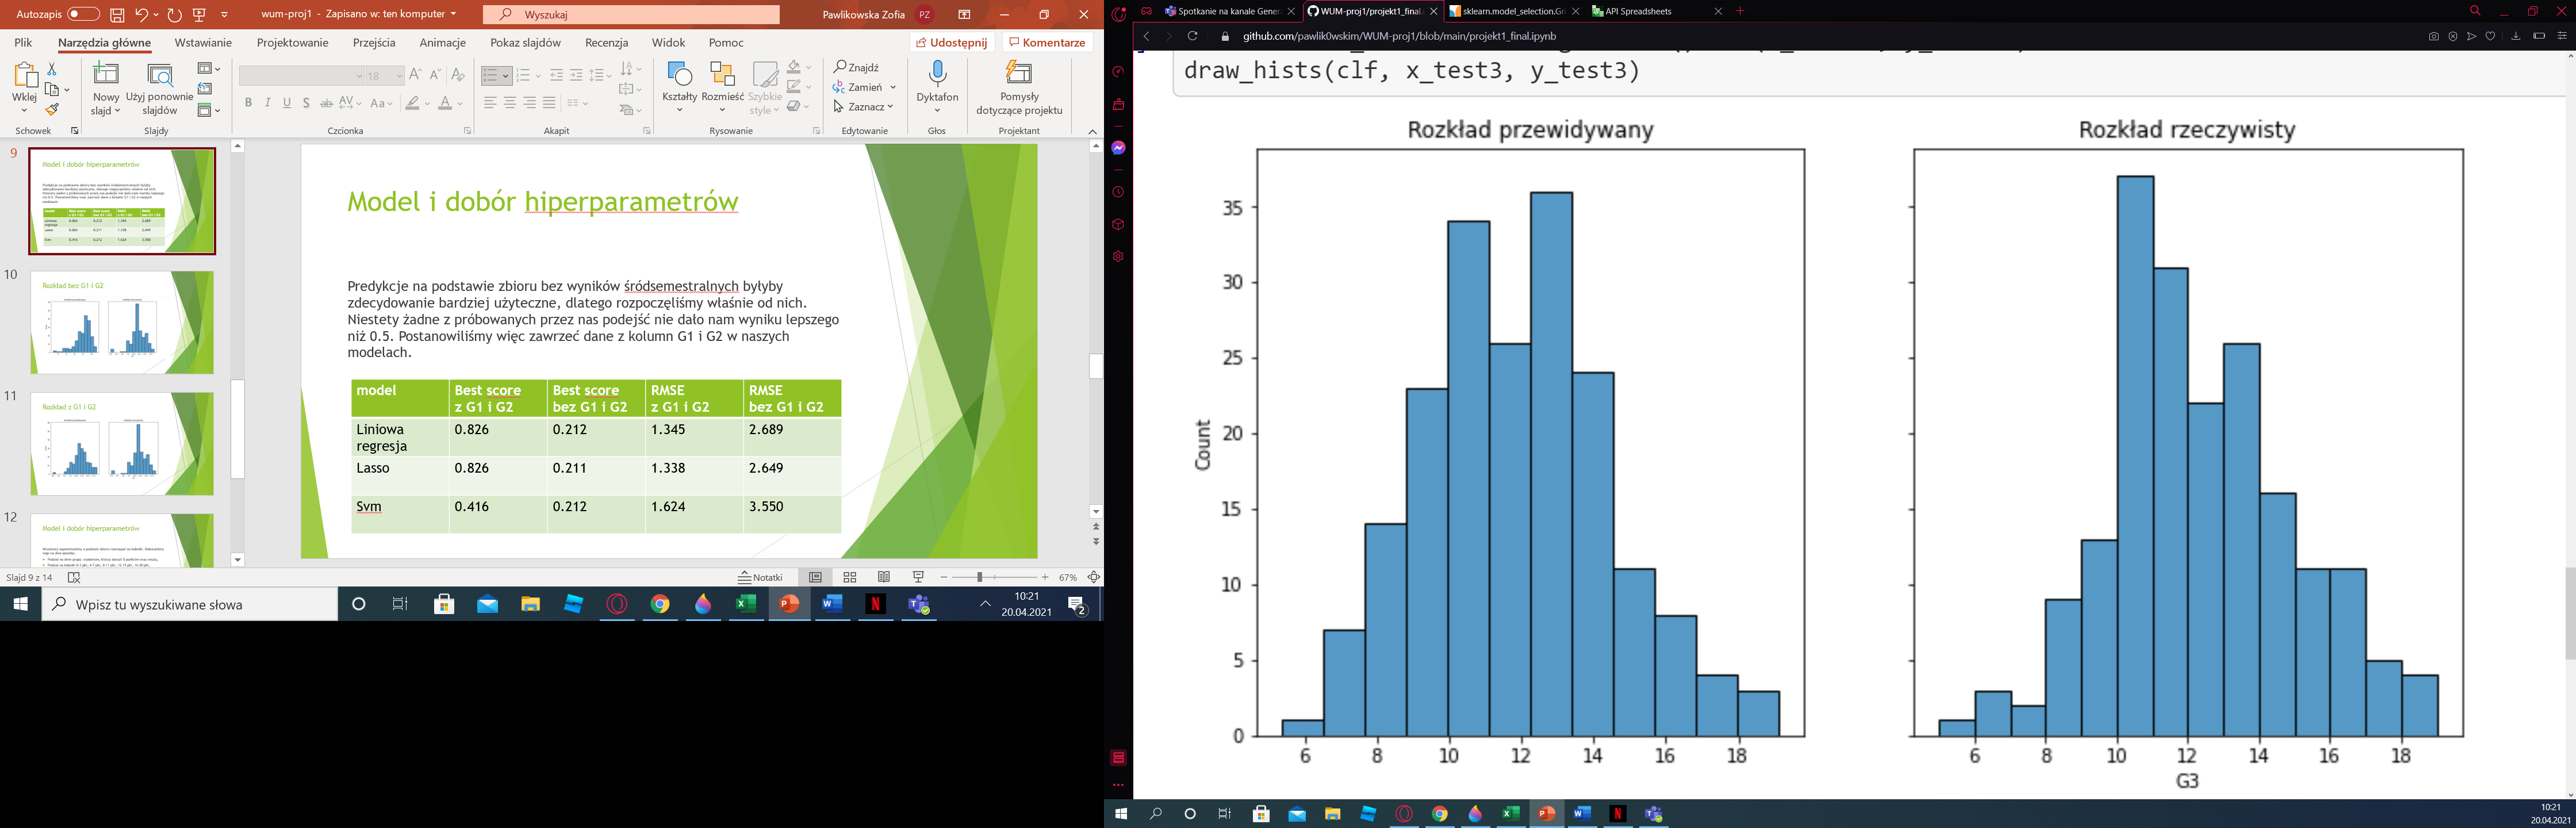 Autozapis
wum-proj1 - Zapisano w: ten komputer
Wyszukaj
Pawlikowska Zofia
PZ
Plik
Narzędzia główne
Wstawianie
Projektowanie
Przejścia
Animacje
Pokaz slajdów
Recenzja
Widok
Pomoc
Udostępnij
Komentarze
Wklej
Nowy slajd
Użyj ponownie slajdów
18
Kształty
Rozmieść
Szybkie style
Znajdź
Zamień
Zaznacz
Dyktafon
Pomysły dotyczące projektu
Schowek
Slajdy
Czcionka
Akapit
Rysowanie
Edytowanie
Głos
Projektant
9
Model i dobór hiperparametrów
10
Rozkład bez G1 i G2
11
Rozkład z G1 i G2
12
Model i dobór hiperparametrów
Model i dobór hiperparametrów
Predykcje na podstawie zbioru bez wyników śródsemestralnych byłyby
zdecydowanie bardziej użyteczne, dlatego rozpoczęliśmy właśnie od nich.
Niestety żadne z próbowanych przez nas podejść nie dało nam wyniku lepszego
niż 0.5. Postanowiliśmy więc zawrzeć dane z kolumn G1 i G2 w naszych
modelach.
model Best score z G1 i G2 Best score bez G1 i G2 RMSE z G1 i G2 RMSE bez G1 i G2
Liniowa regresja 0.826 0.212 1.345 2.689
Lasso 0.826 0.211 1.338 2.649
Svm 0.416 0.212 1.624 3.550
Slajd 9 z 14
Notatki
67%
Wpisz tu wyszukiwane słowa
10:21
20.04.2021
2
Spotkanie na kanale Gener
WUM-proj1/projekt1_final.
sklearn.model_selection.Gr
API Spreadsheets
github.com/pawlik0wskim/WUM-proj1/blob/main/projekt1_final.ipynb
draw_hists(clf, x_test3, y_test3)
Rozkład przewidywany
Count
35
30
25
20
15
10
5
0
6 8 10 12 14 16 18
Rozkład rzeczywisty
6 8 10 12 14 16 18
G3
10:21
20.04.2021